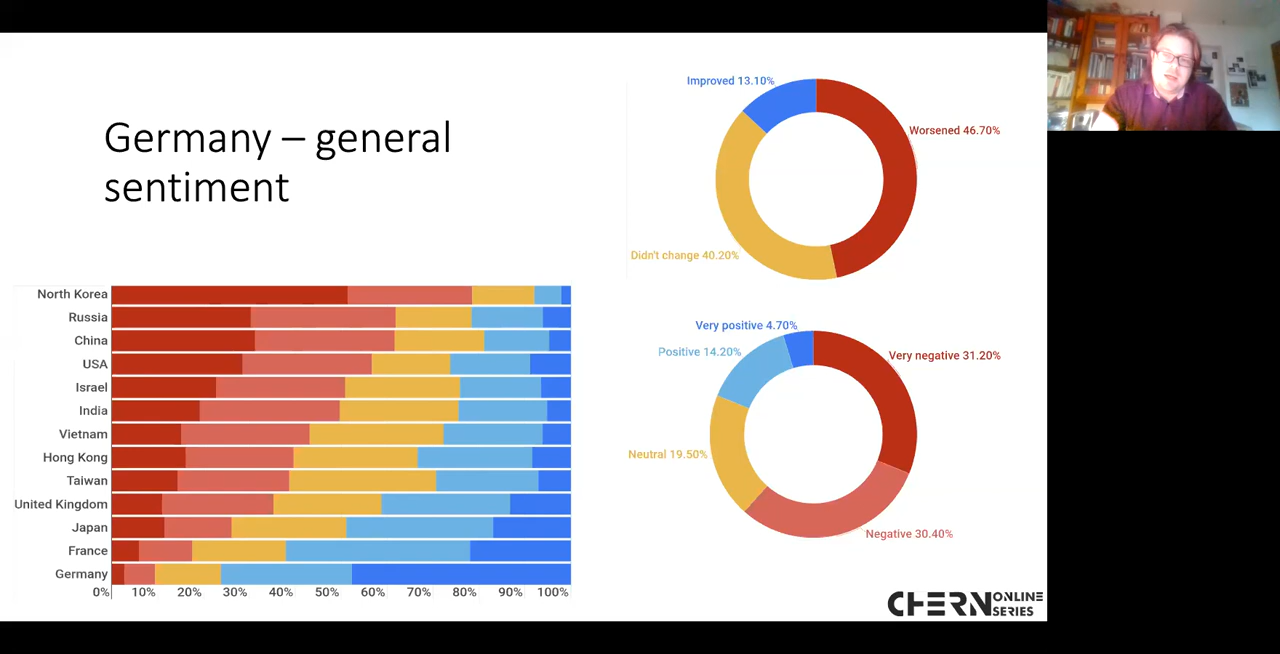 Germany – general
sentiment
Improved 13.10%
Worsened 46.70%
Didn't change 40.20%
North Korea
Russia
China
USA
Israel
India
Vietnam
Hong Kong
Taiwan
United Kingdom
Japan
France
Germany
0% 10% 20% 30% 40% 50% 60% 70% 80% 90% 100%
Very positive 4.70%
Positive 14.20%
Very negative 31.20%
Neutral 19.50%
Negative 30.40%
CHERN ONLINE
SERIES